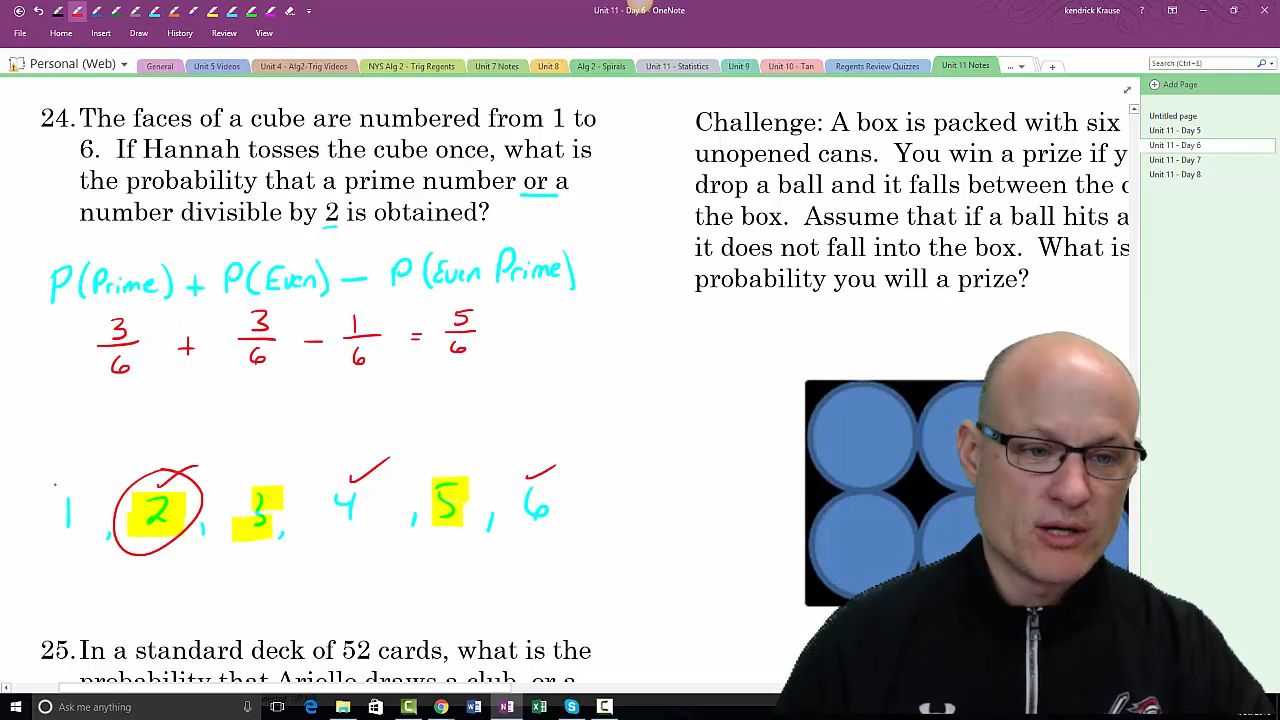 Unit 11 - Day 6 - OneNote
kendrick Krause
File Home Insert Draw History Review View
Personal (Web) General Unit 5 Videos Unit 4 - Alg2-Trig Videos NYS Alg 2 - Trig Regents Unit 7 Notes Unit 8 Alg 2 - Spirals Unit 11 - Statistics Unit 9 Unit 10 - Tan Regents Review Quizzes Unit 11 Notes ... Search (Ctrl+E)
Add Page
Untitled page
Unit 11 - Day 5
Unit 11 - Day 6
Unit 11 - Day 7
Unit 11 - Day 8
24. The faces of a cube are numbered from 1 to
6. If Hannah tosses the cube once, what is
the probability that a prime number or a
number divisible by 2 is obtained?
P(Prime) + P(Even) — P(Even Prime)
3/6 + 3/6 - 1/6 = 5/6
1, 2, 3, 4, 5, 6
25. In a standard deck of 52 cards, what is the
probability that Arielle draws a club, or a
Challenge: A box is packed with six
unopened cans. You win a prize if y
drop a ball and it falls between the c
the box. Assume that if a ball hits a
it does not fall into the box. What is
probability you will a prize?
Ask me anything